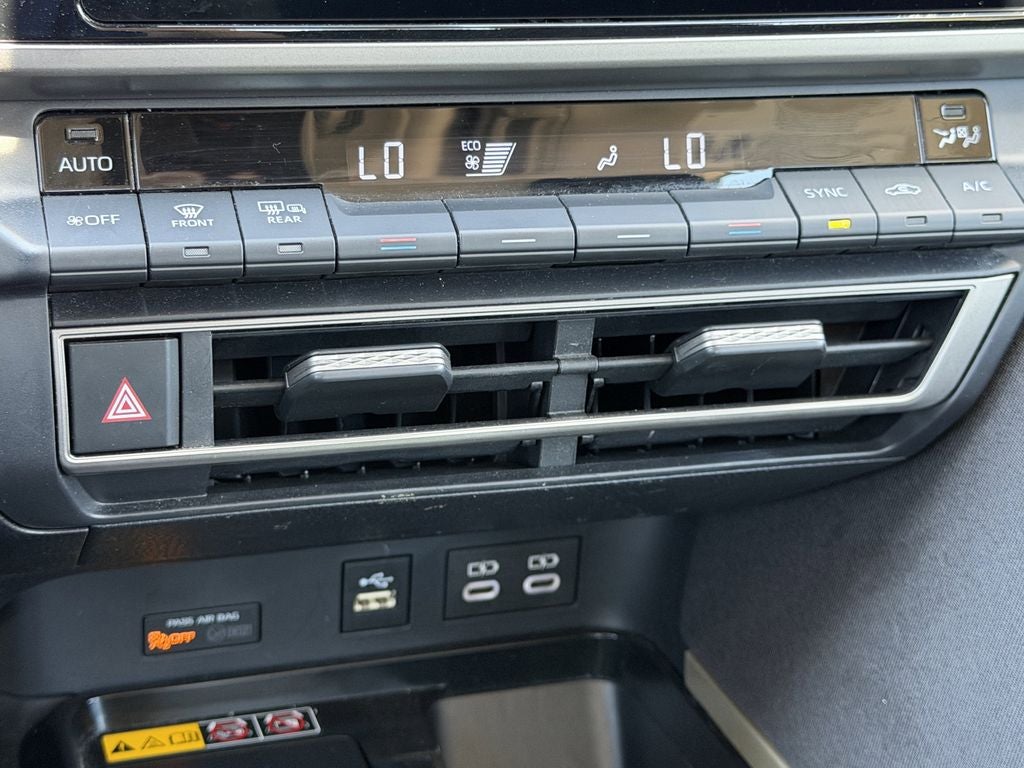 AUTO
LO
ECO
LO
OFF
FRONT
REAR
SYNC
A/C
PASS AIR BAG
OFF